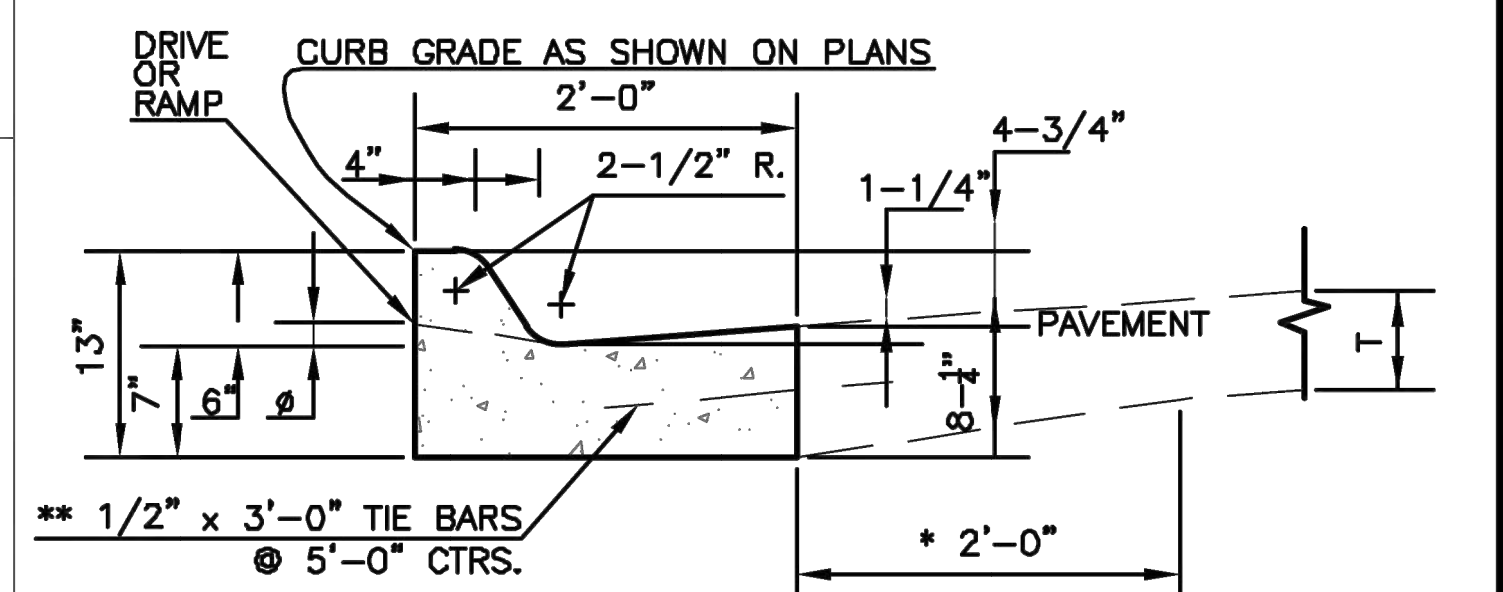 DRIVE
OR
RAMP
CURB GRADE AS SHOWN ON PLANS
2'-0"
4"
2-1/2" R.
4-3/4"
1-1/4"
PAVEMENT
13"
7"
6"
ø
8-1/4"
T
** 1/2" x 3'-0" TIE BARS
@ 5'-0" CTRS.
* 2'-0"